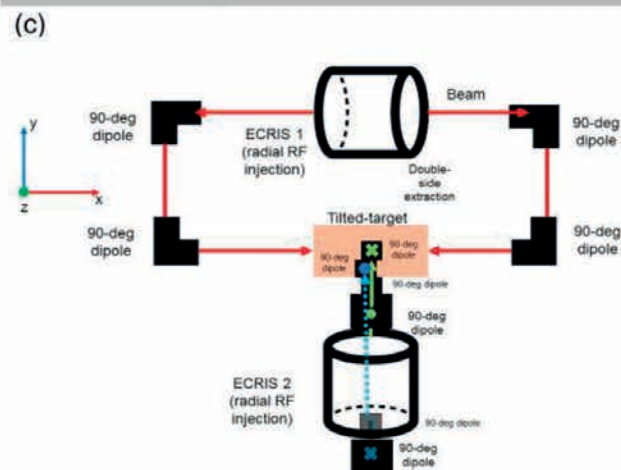 (c)
90-deg
dipole
ECRIS 1
(radial RF
injection)
Beam
90-deg
dipole
y
z
x
Double-
side
extraction
90-deg
dipole
Tilted-target
90-deg
dipole
90-deg
dipole
90-deg
dipole
90-deg dipole
90-deg
dipole
ECRIS 2
(radial RF
injection)
90-deg dipole
90-deg
dipole